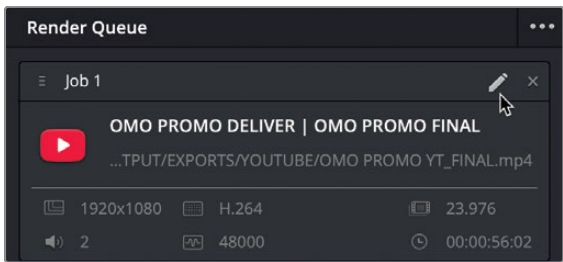 Render Queue
Job 1
OMO PROMO DELIVER | OMO PROMO FINAL
...TPUT/EXPORTS/YOUTUBE/OMO PROMO YT_FINAL.mp4
1920x1080 H.264 23.976
2 48000 00:00:56:02